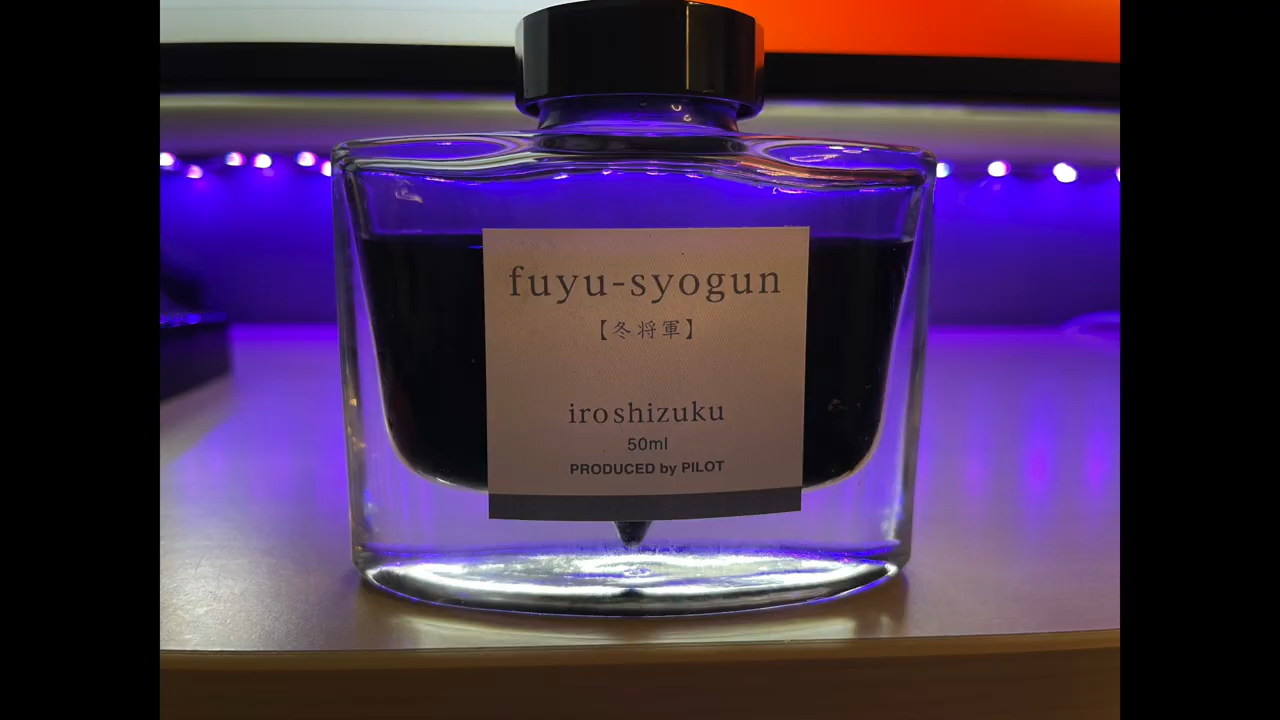 fuyu-syogun
【冬将軍】
iroshizuku
50ml
PRODUCED by PILOT